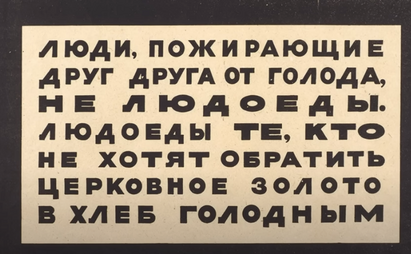 ЛЮДИ, ПОЖИРАЮЩИЕ
ДРУГ ДРУГА ОТ ГОЛОДА,
НЕ ЛЮДОЕДЫ.
ЛЮДОЕДЫ ТЕ, КТО
НЕ ХОТЯТ ОБРАТИТЬ
ЦЕРКОВНОЕ ЗОЛОТО
В ХЛЕБ ГОЛОДНЫМ